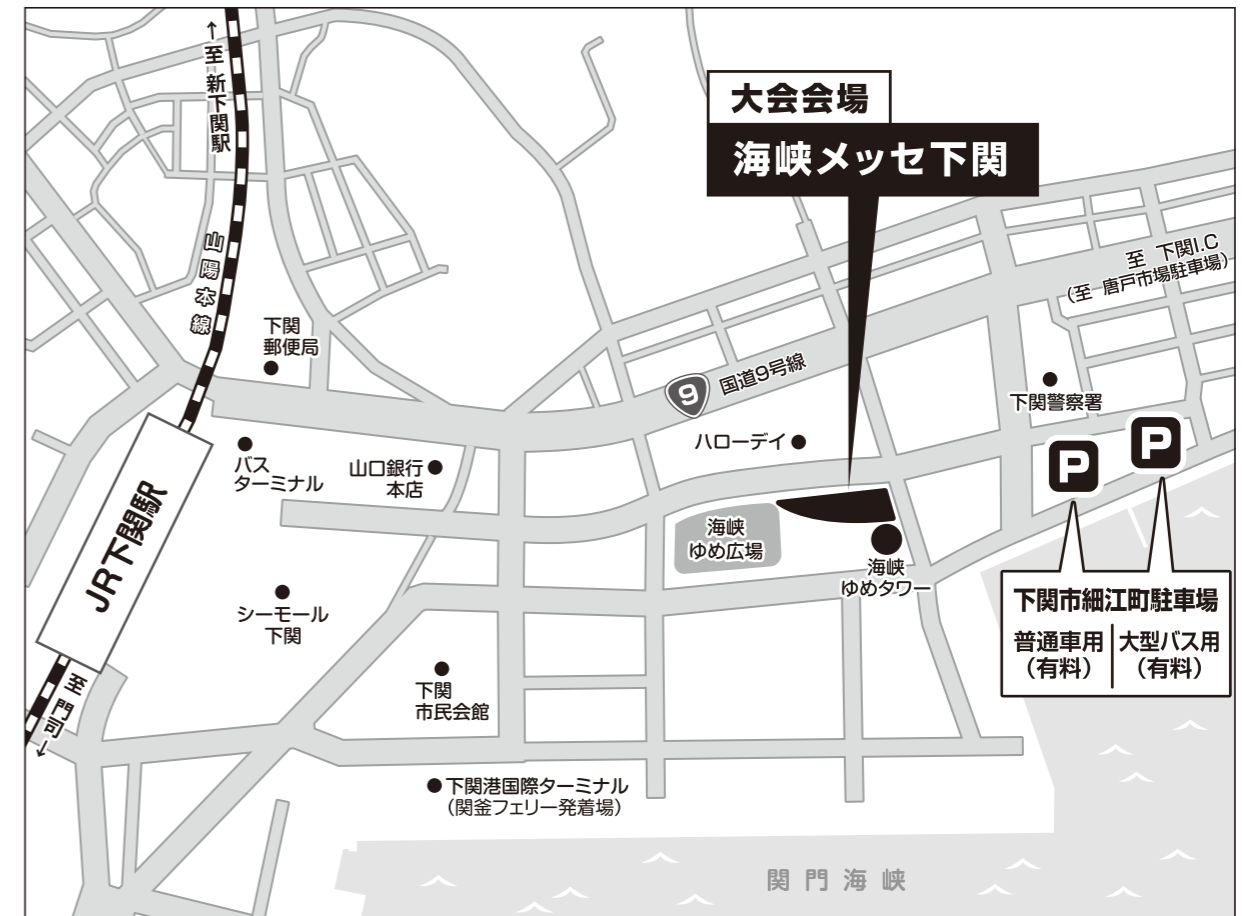 ←至 新下関駅
大会会場
海峡メッセ下関
山陽本線
至 下関I.C
(至 唐戸市場駐車場)
下関
郵便局
9
国道9号線
下関警察署
ハローデイ
P
P
バス
ターミナル
山口銀行
本店
JR下関駅
海峡
ゆめ広場
海峡
ゆめタワー
シーモール
下関
下関市細江町駐車場
普通車用
(有料)
大型バス用
(有料)
下関
市民会館
至 門司→
下関港国際ターミナル
(関釜フェリー発着場)
関門海峡